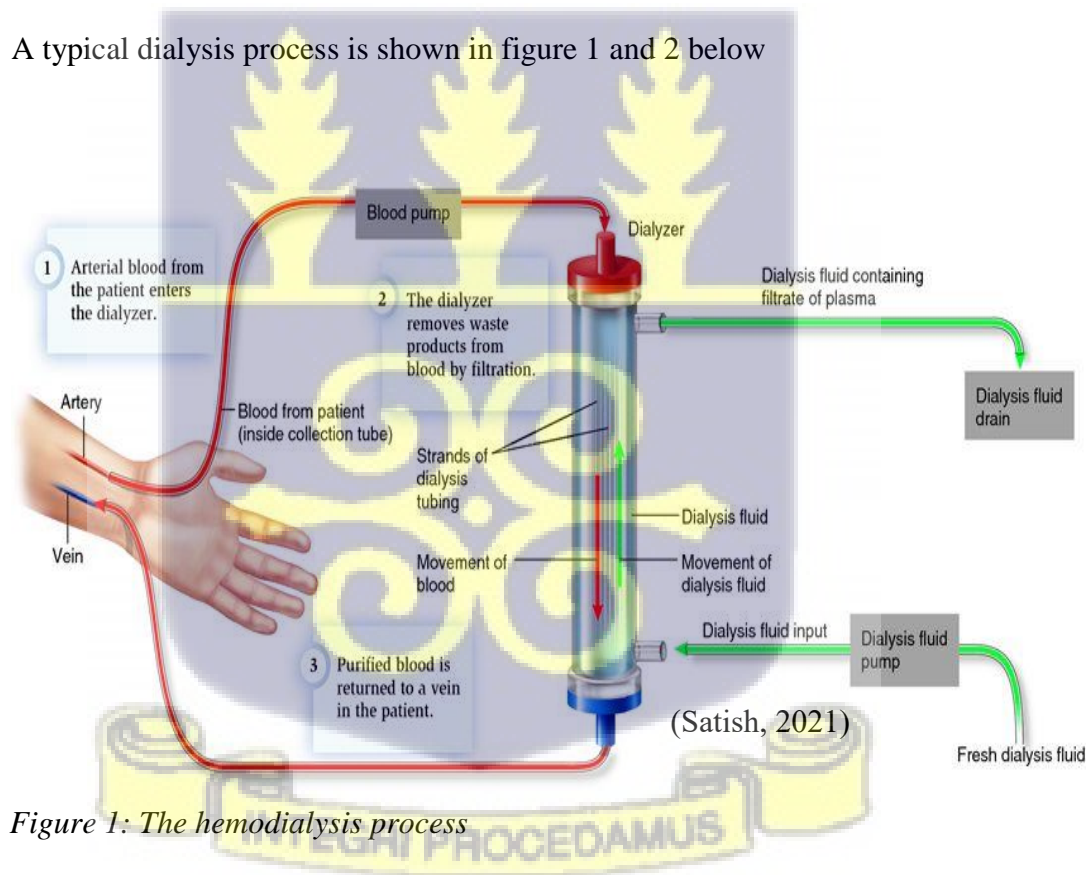 A typical dialysis process is shown in figure 1 and 2 below
Blood pump
Dialyzer
1 Arterial blood from
the patient enters
the dialyzer.
2 The dialyzer
removes waste
products from
blood by filtration.
Dialysis fluid containing
filtrate of plasma
Dialysis fluid
drain
Artery
Blood from patient
(inside collection tube)
Strands of
dialysis
tubing
Dialysis fluid
Vein
Movement of
blood
Movement of
dialysis fluid
Dialysis fluid input
Dialysis fluid
pump
3 Purified blood is
returned to a vein
in the patient.
(Satish, 2021)
Fresh dialysis fluid
Figure 1: The hemodialysis process
INTEGRI PROCEDAMUS